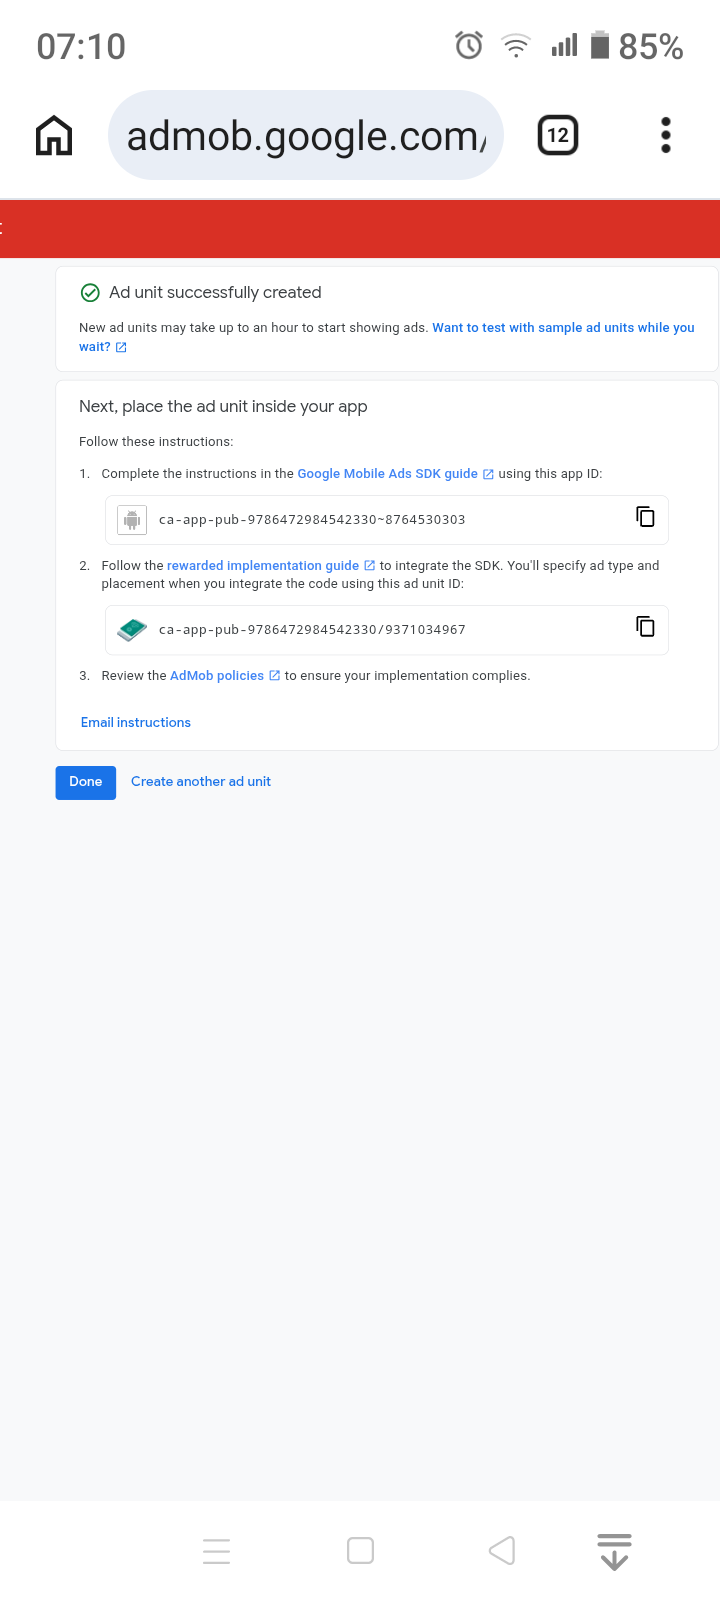 07:10
85%
admob.google.com/
12
Ad unit successfully created
New ad units may take up to an hour to start showing ads. Want to test with sample ad units while you
wait?
Next, place the ad unit inside your app
Follow these instructions:
1. Complete the instructions in the Google Mobile Ads SDK guide using this app ID:
ca-app-pub-9786472984542330~8764530303
2. Follow the rewarded implementation guide to integrate the SDK. You'll specify ad type and
placement when you integrate the code using this ad unit ID:
ca-app-pub-9786472984542330/9371034967
3. Review the AdMob policies to ensure your implementation complies.
Email instructions
Done
Create another ad unit